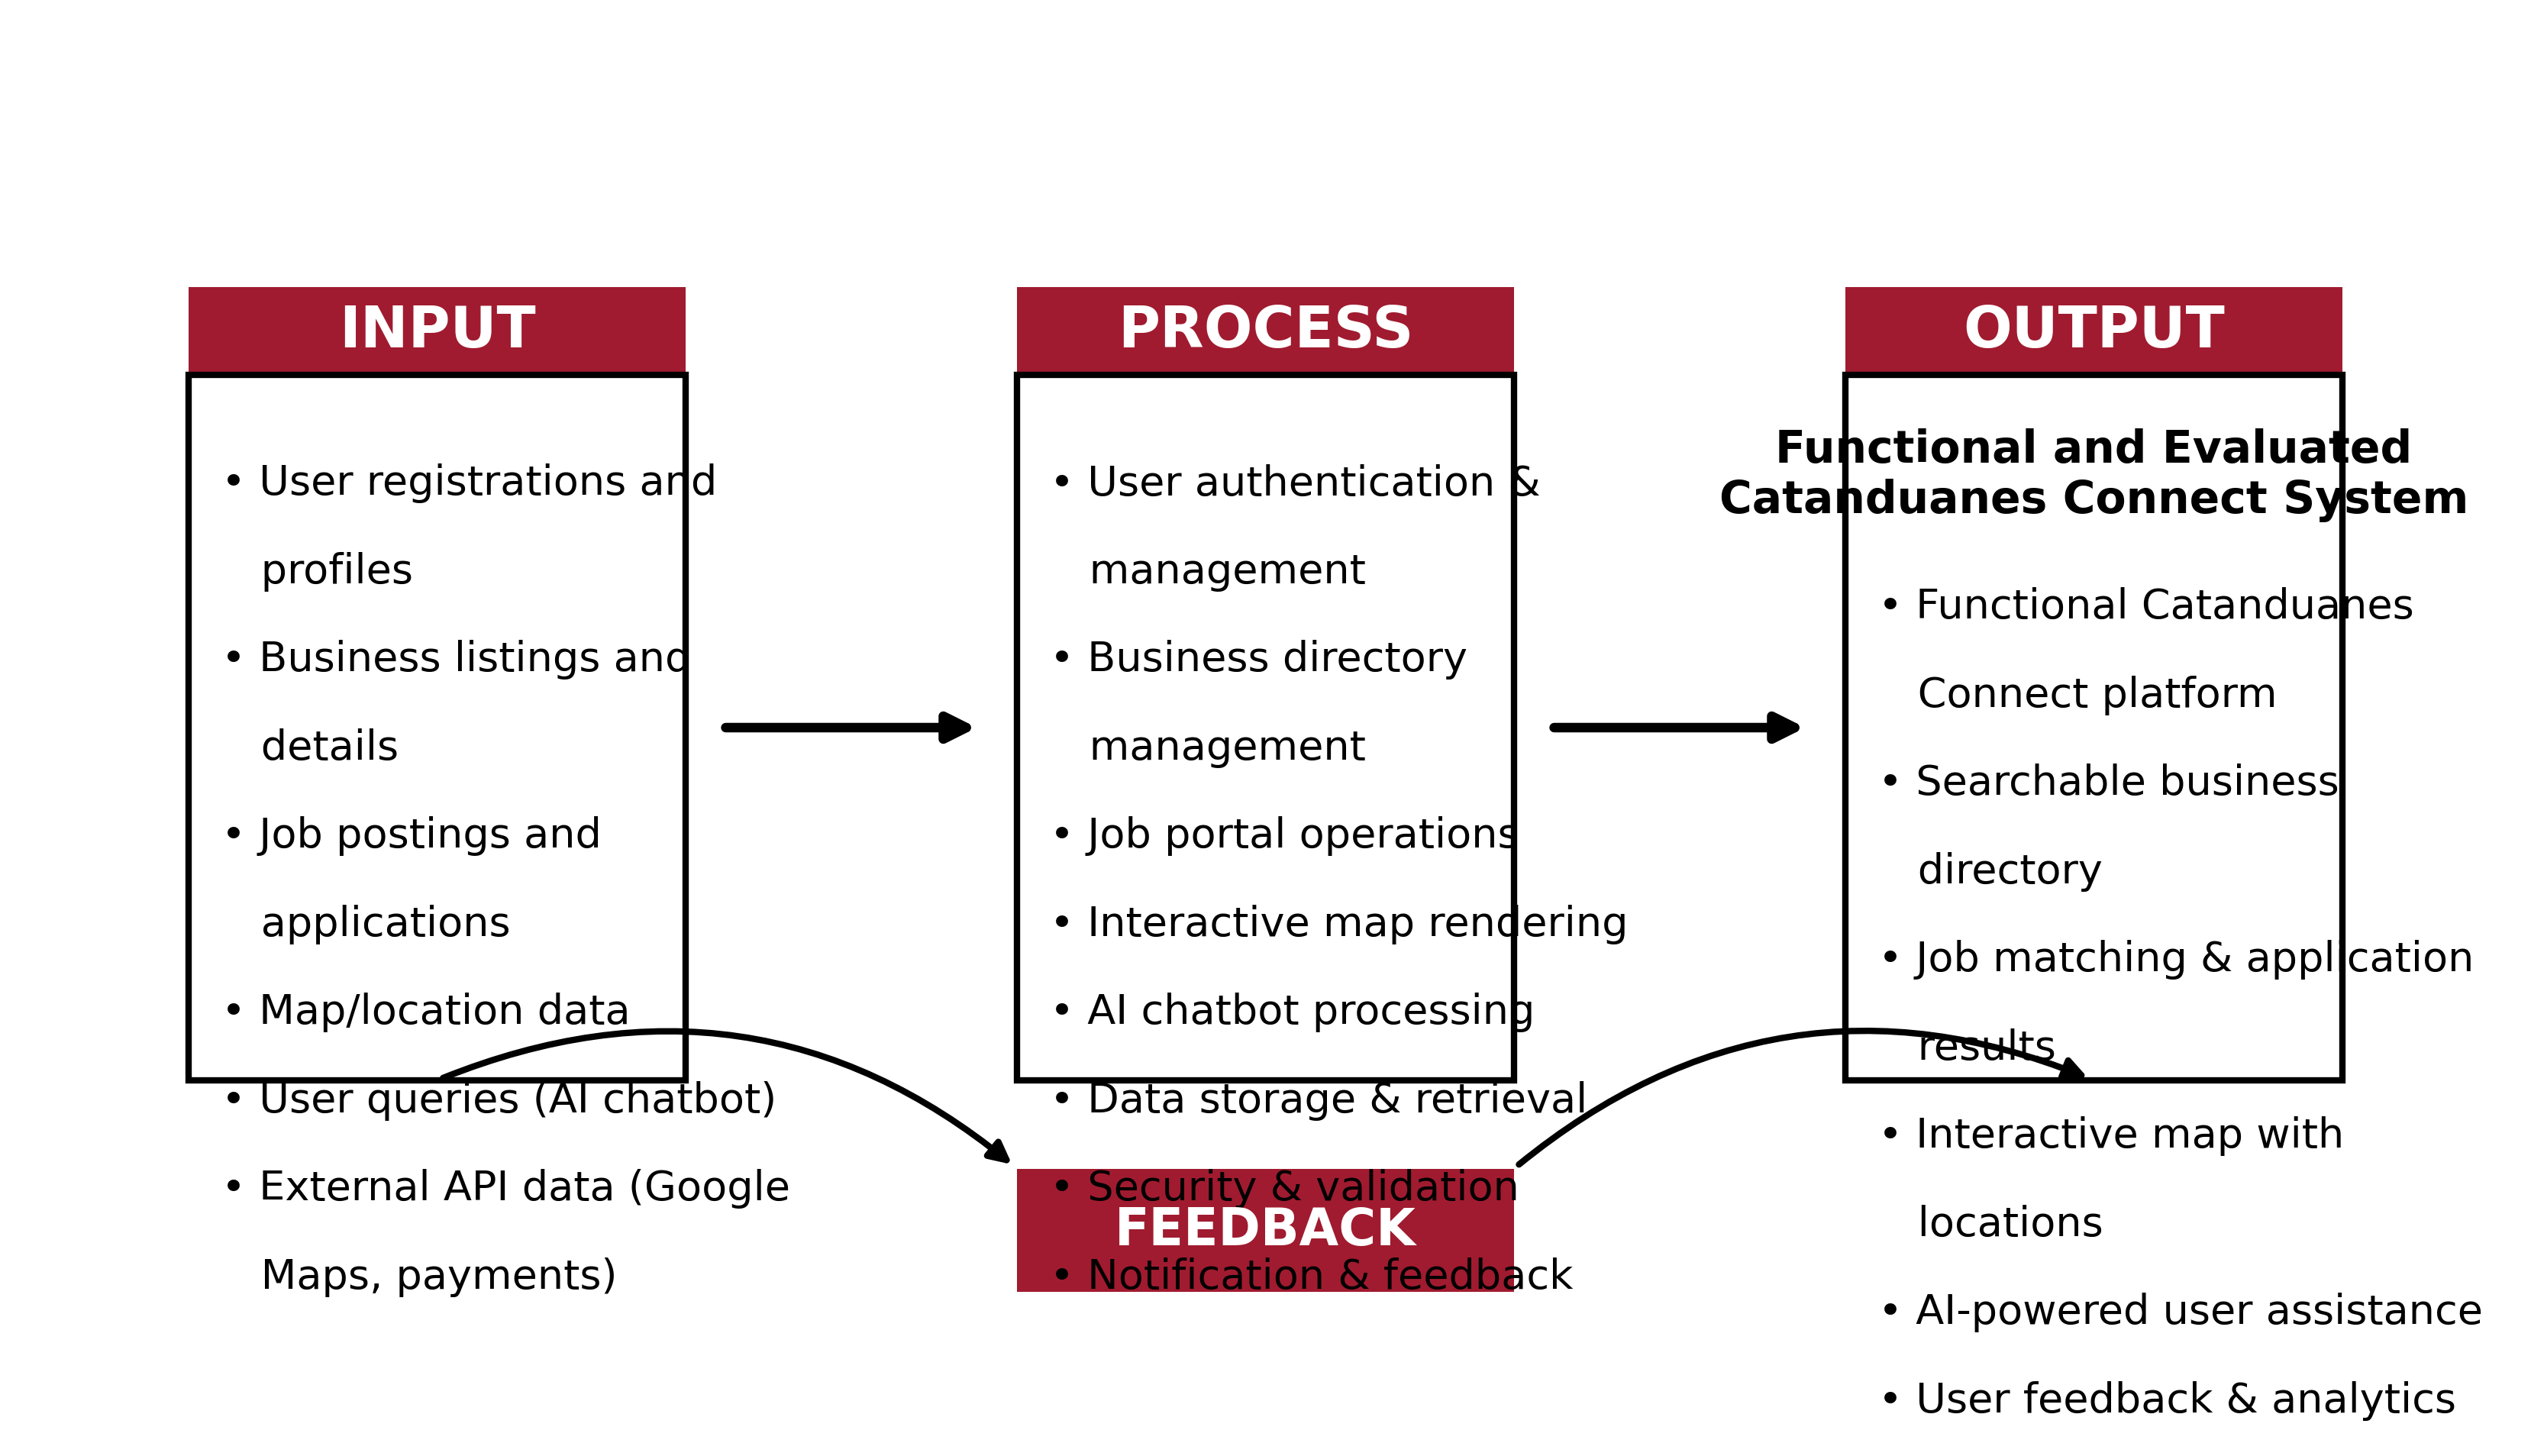 INPUT
• User registrations and
profiles
• Business listings and
details
• Job postings and
applications
• Map/location data
• User queries (AI chatbot)
• External API data (Google
Maps, payments)
PROCESS
• User authentication &
management
• Business directory
management
• Job portal operations
• Interactive map rendering
• AI chatbot processing
• Data storage & retrieval
• Security & validation
• Notification & feedback
FEEDBACK
OUTPUT
Functional and Evaluated
Catanduanes Connect System
• Functional Catanduanes
Connect platform
• Searchable business
directory
• Job matching & application
results
• Interactive map with
locations
• AI-powered user assistance
• User feedback & analytics